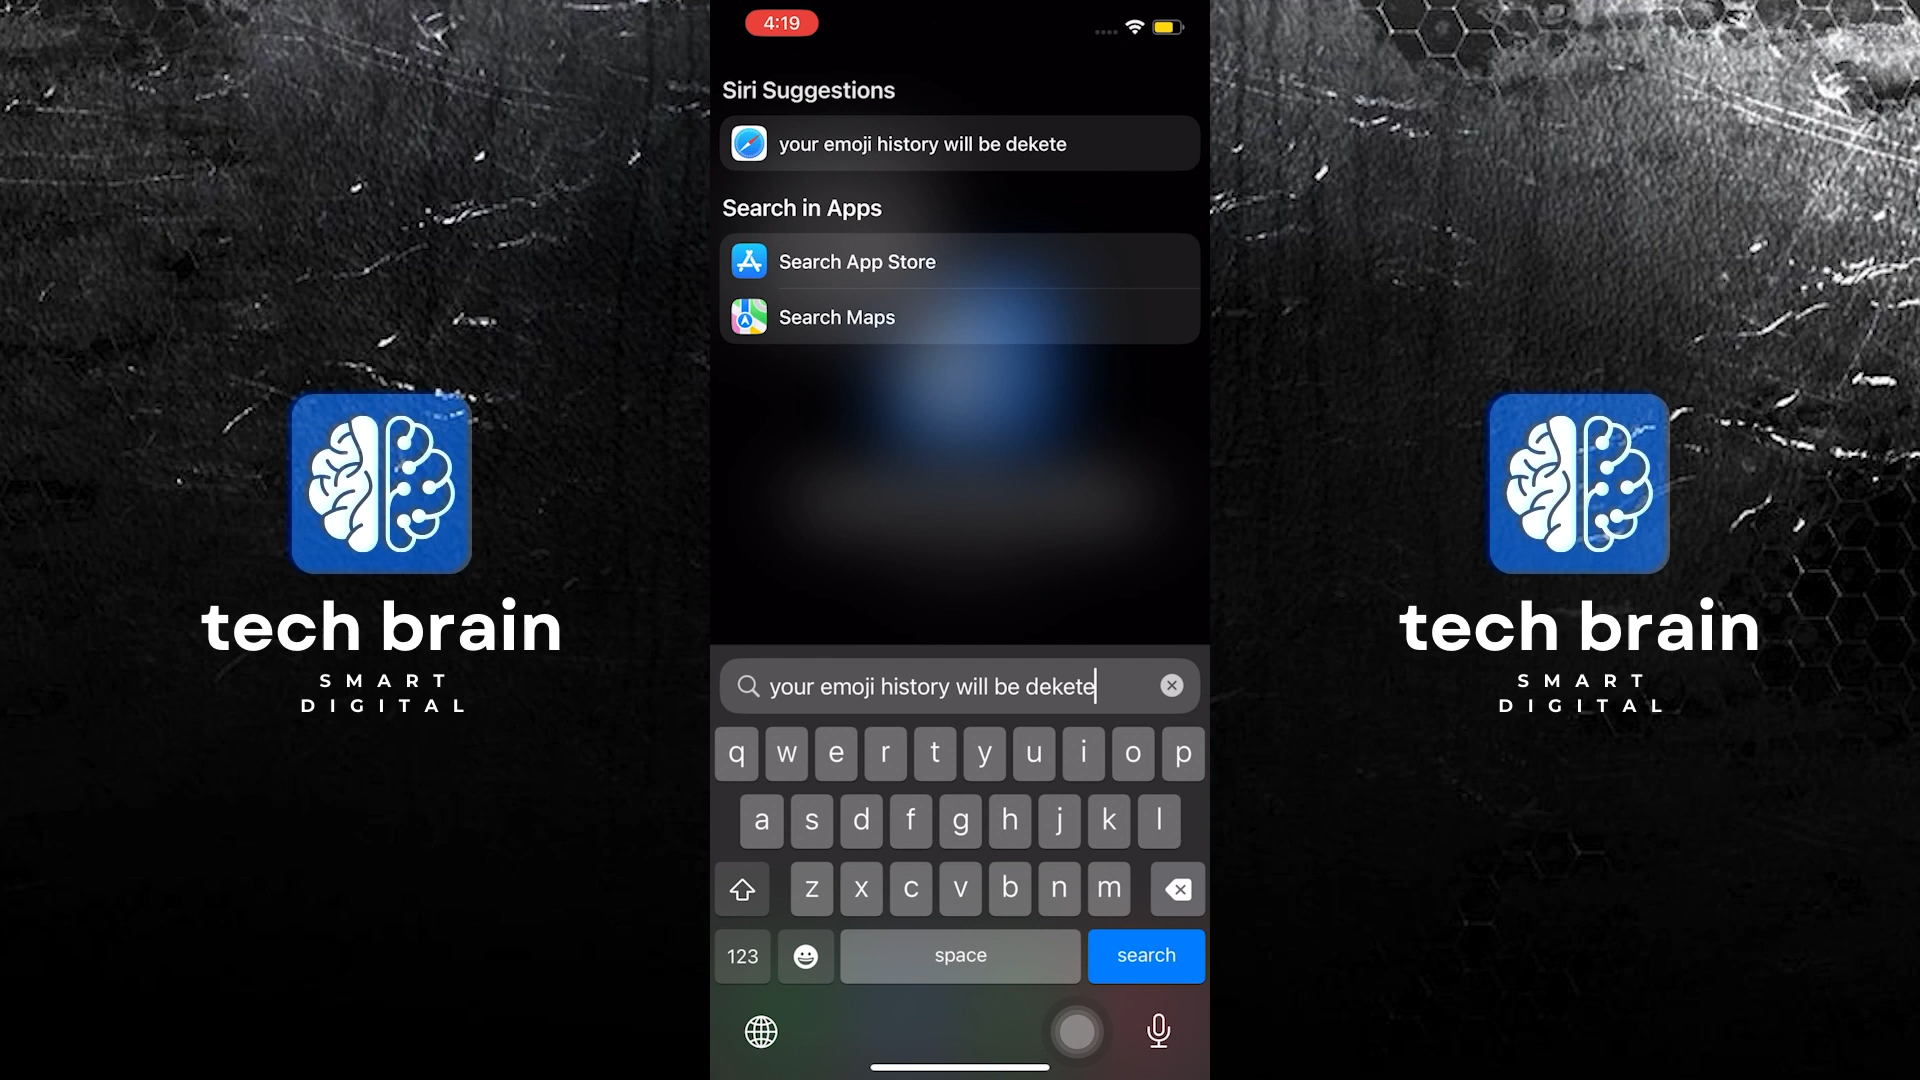 4:19
Siri Suggestions
your emoji history will be dekete
Search in Apps
Search App Store
Search Maps
tech brain
SMART
DIGITAL
tech brain
SMART
DIGITAL
your emoji history will be dekete
q w e r t y u i o p
a s d f g h j k l
z x c v b n m
123 space search